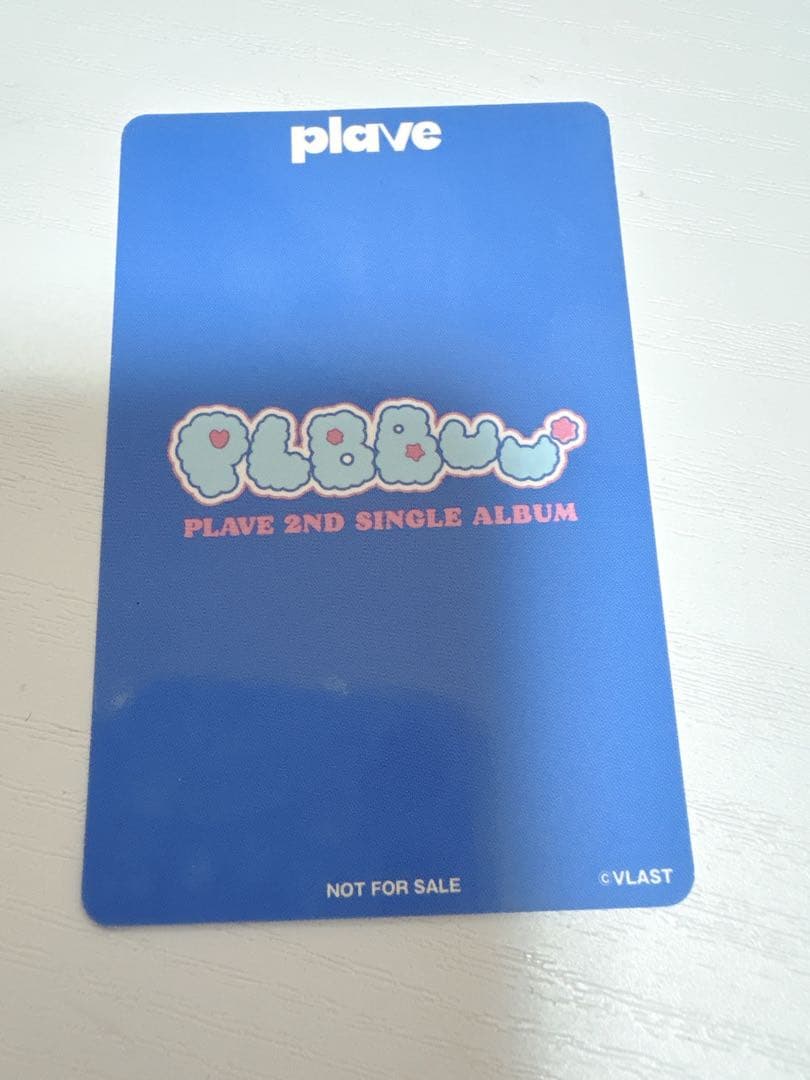 plave
PLBBUU
PLAVE 2ND SINGLE ALBUM
NOT FOR SALE
©VLAST